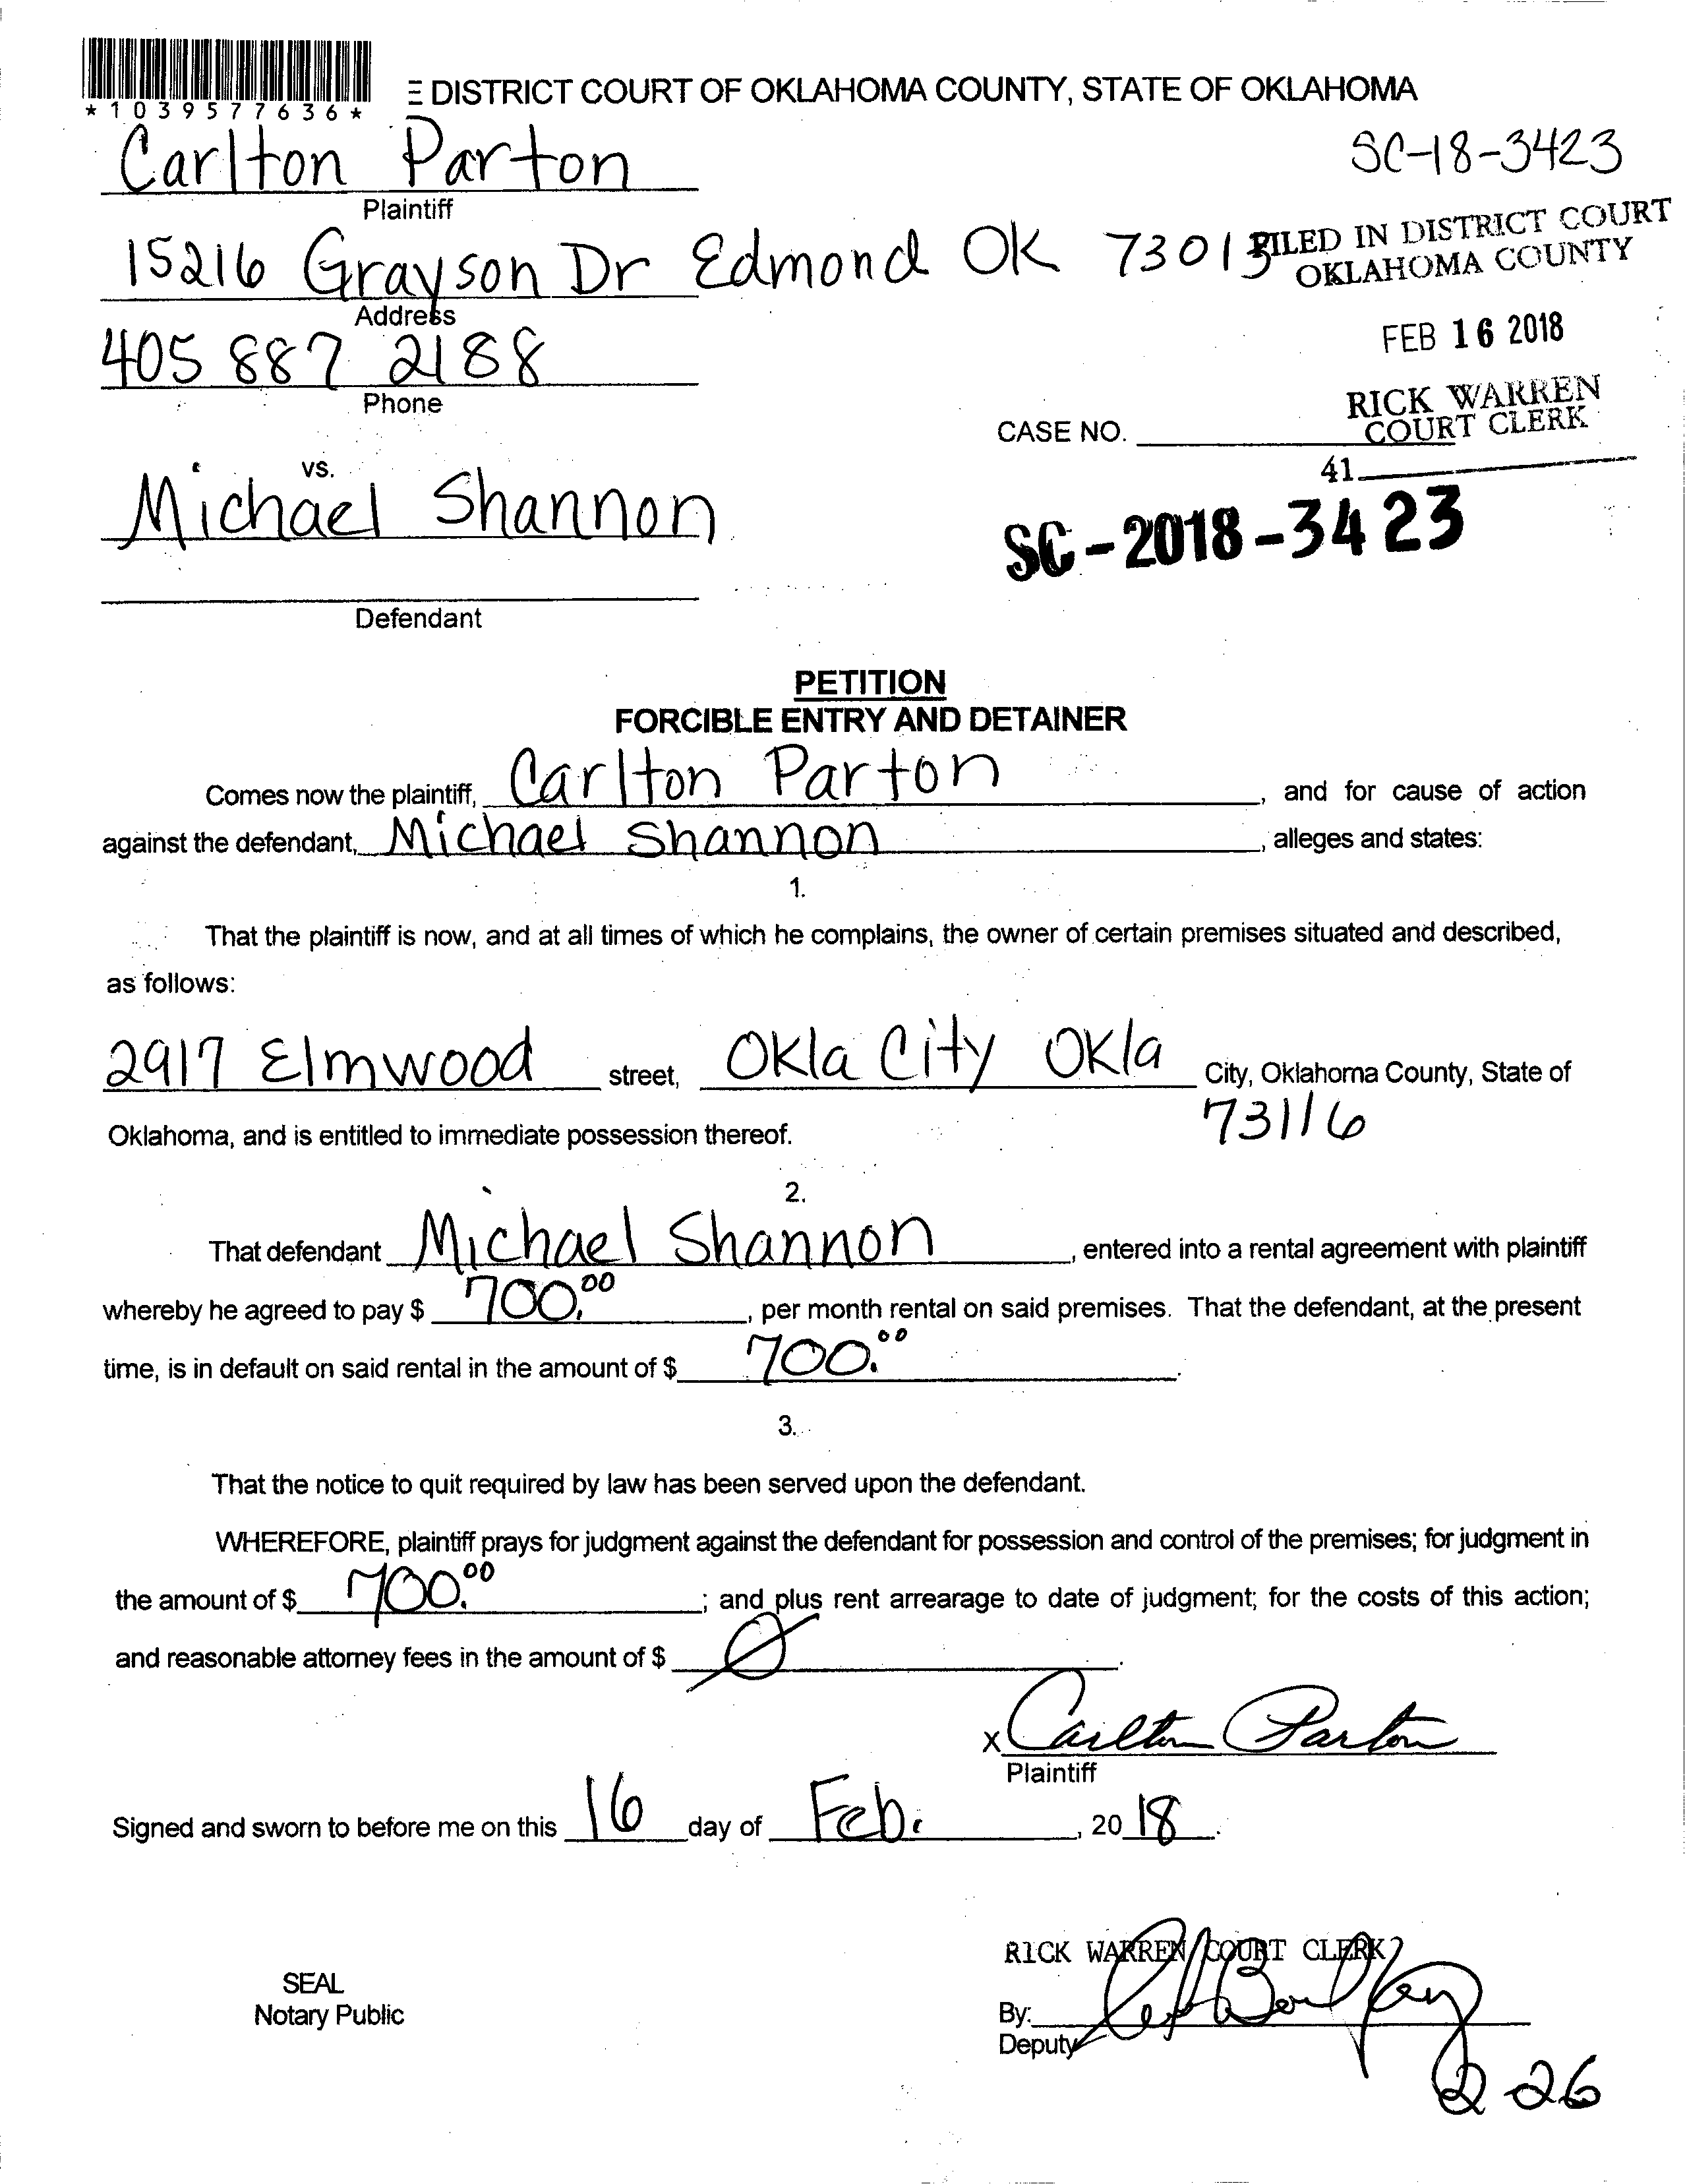 *1039577636*
E DISTRICT COURT OF OKLAHOMA COUNTY, STATE OF OKLAHOMA
Carlton Parton
SC-18-3423
Plaintiff
15216 Grayson Dr Edmond OK 73013
FILED IN DISTRICT COURT
OKLAHOMA COUNTY
Address
FEB 16 2018
405 887 2188
Phone
RICK WARREN
COURT CLERK
CASE NO.
41
vs.
Michael Shannon
SC-2018-3423
Defendant
PETITION
FORCIBLE ENTRY AND DETAINER
Comes now the plaintiff, Carlton Parton, and for cause of action
against the defendant, Michael Shannon, alleges and states:
1.
That the plaintiff is now, and at all times of which he complains, the owner of certain premises situated and described,
as follows:
2917 Elmwood street, Okla City Okla City, Oklahoma County, State of
73116
Oklahoma, and is entitled to immediate possession thereof.
2.
That defendant Michael Shannon, entered into a rental agreement with plaintiff
whereby he agreed to pay $ 700.00, per month rental on said premises. That the defendant, at the present
time, is in default on said rental in the amount of $ 700.00.
3.
That the notice to quit required by law has been served upon the defendant.
WHEREFORE, plaintiff prays for judgment against the defendant for possession and control of the premises; for judgment in
the amount of $ 700.00; and plus rent arrearage to date of judgment; for the costs of this action;
and reasonable attorney fees in the amount of $ Ø.
x Carlton Parton
Plaintiff
Signed and sworn to before me on this 16 day of Feb., 2018.
RICK WARREN COURT CLERK
SEAL
Notary Public
By:
Deputy
2-26